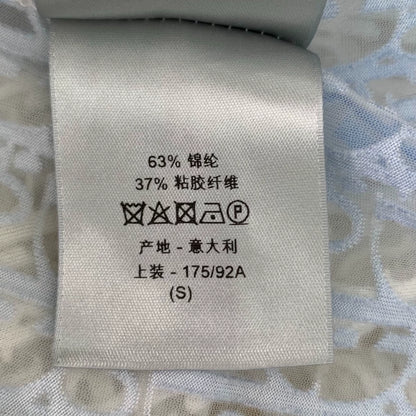 63% 锦纶
37% 粘胶纤维
P
产地 - 意大利
上装 - 175/92A
(S)